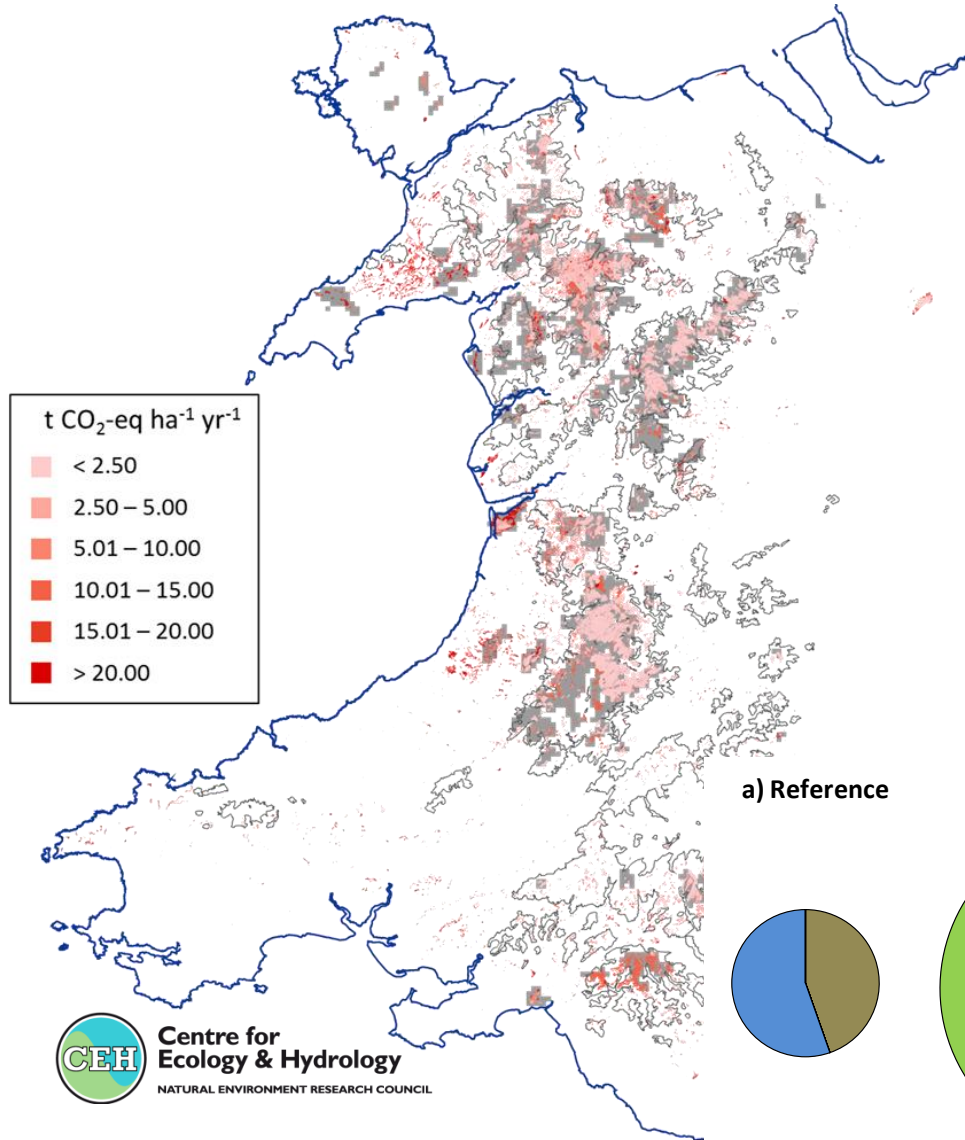 t CO₂-eq ha⁻¹ yr⁻¹
< 2.50
2.50 – 5.00
5.01 – 10.00
10.01 – 15.00
15.01 – 20.00
> 20.00
a) Reference
CEH
Centre for
Ecology & Hydrology
NATURAL ENVIRONMENT RESEARCH COUNCIL